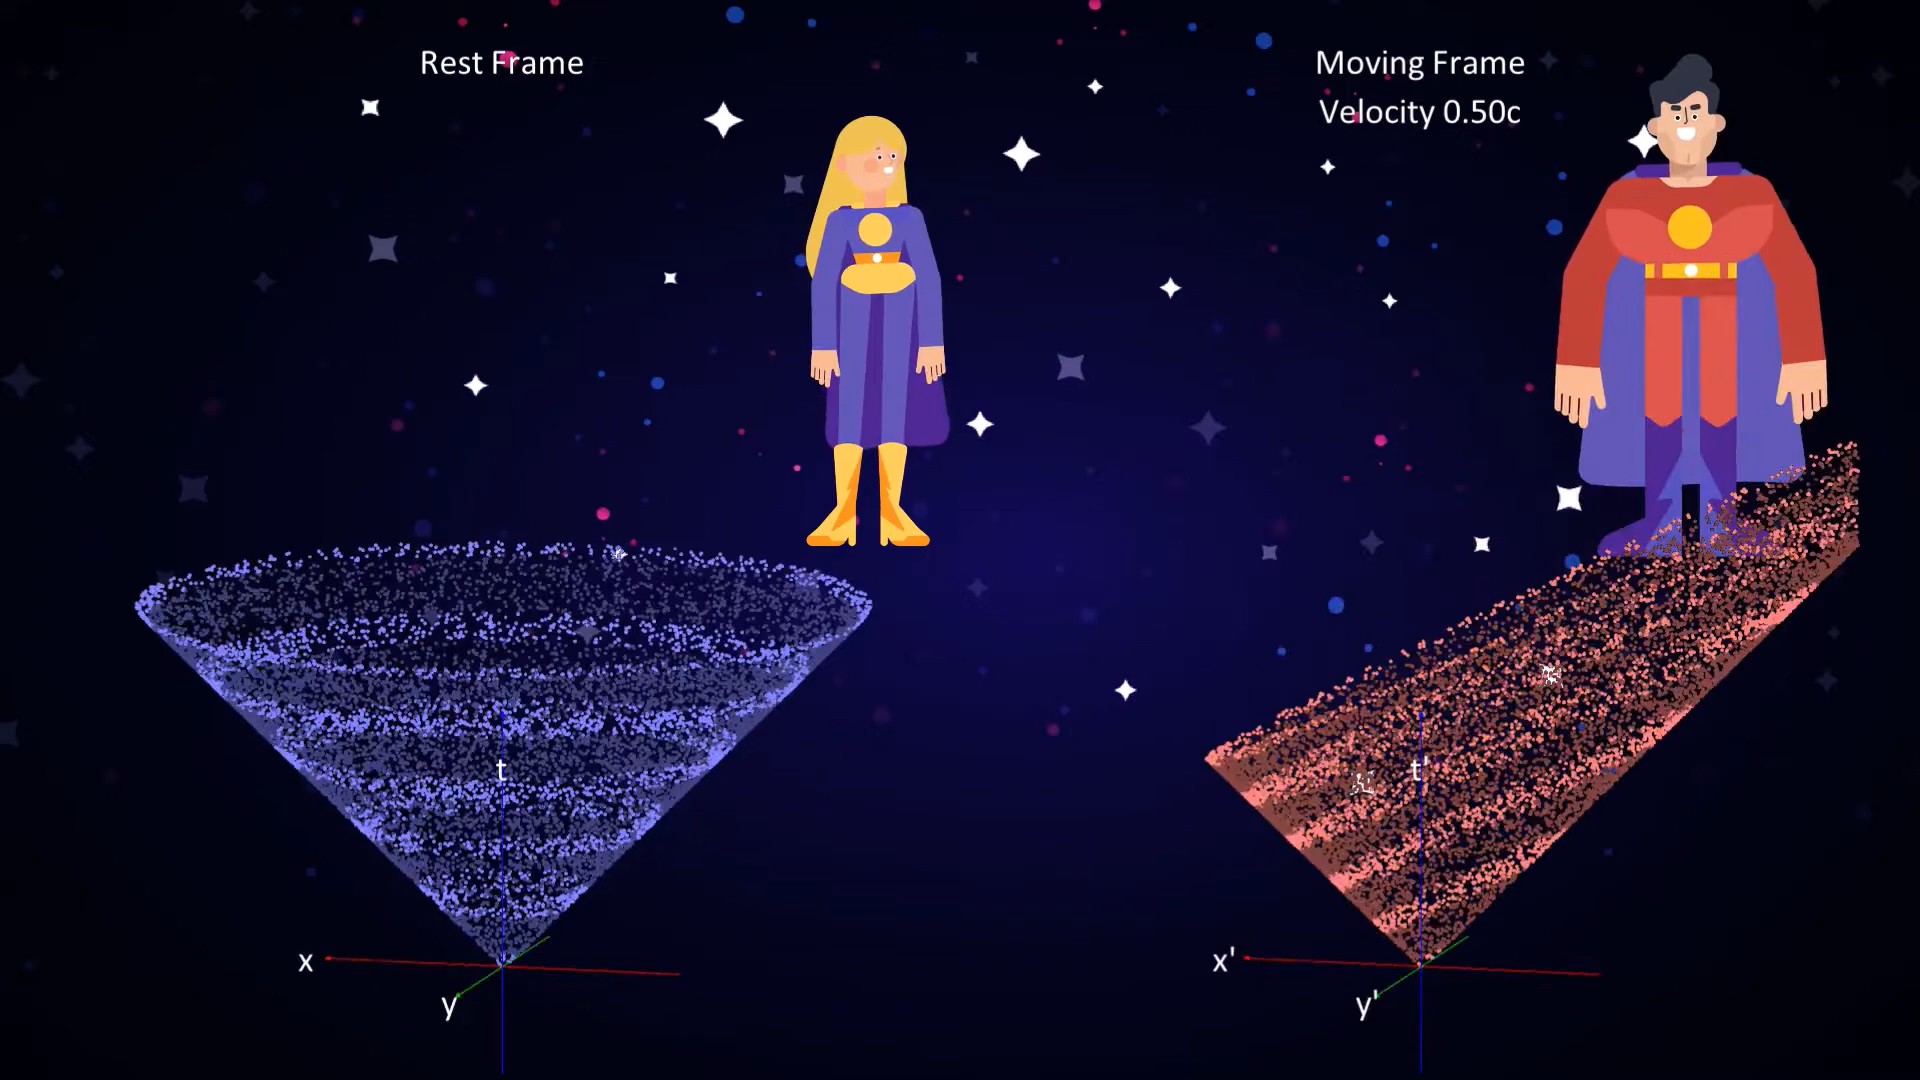 Rest Frame
Moving Frame
Velocity 0.50c
t
x
y
t'
x'
y'